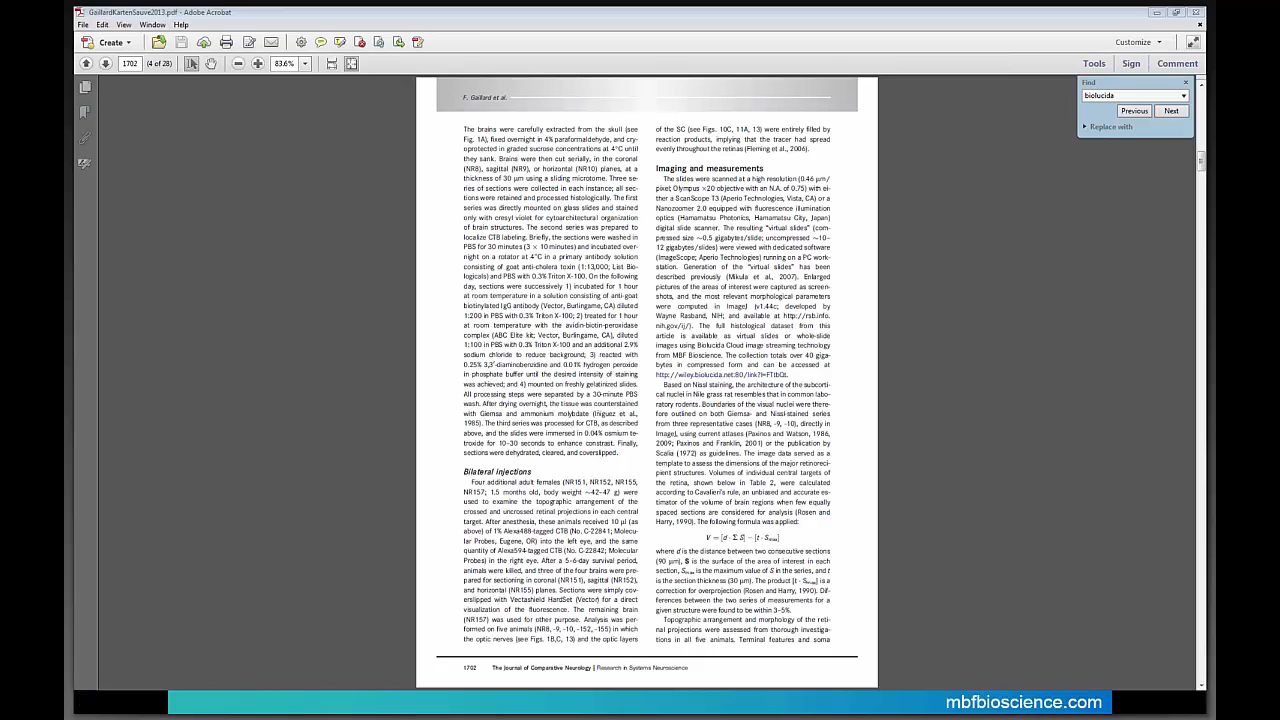 GaillardKartenSauve2013.pdf - Adobe Acrobat
File Edit View Window Help
Create
Customize
1702 (4 of 28) 83.6%
Tools Sign Comment
Find
biolucida
Previous Next
Replace with
F. Gaillard et al.
The brains were carefully extracted from the skull (see
Fig. 1A), fixed overnight in 4% paraformaldehyde, and cry-
oprotected in graded sucrose concentrations at 4°C until
they sank. Brains were then cut serially, in the coronal
(NR8), sagittal (NR9), or horizontal (NR10) planes, at a
thickness of 30 μm using a sliding microtome. Three se-
ries of sections were collected in each instance; all sec-
tions were retained and processed histologically. The first
series was directly mounted on glass slides and stained
only with cresyl violet for cytoarchitectural organization
of brain structures. The second series was prepared to
localize CTB labeling. Briefly, the sections were washed in
PBS for 30 minutes (3 × 10 minutes) and incubated over-
night on a rotator at 4°C in a primary antibody solution
consisting of goat anti-cholera toxin (1:13,000; List Bio-
logicals) and PBS with 0.3% Triton X-100. On the following
day, sections were successively 1) incubated for 1 hour
at room temperature in a solution consisting of anti-goat
biotinylated IgG antibody (Vector, Burlingame, CA) diluted
1:200 in PBS with 0.3% Triton X-100; 2) treated for 1 hour
at room temperature with the avidin-biotin-peroxidase
complex (ABC Elite kit; Vector, Burlingame, CA), diluted
1:100 in PBS with 0.3% Triton X-100 and an additional 2.9%
sodium chloride to reduce background; 3) reacted with
0.25% 3,3′-diaminobenzidine and 0.01% hydrogen peroxide
in phosphate buffer until the desired intensity of staining
was achieved; and 4) mounted on freshly gelatinized slides.
All processing steps were separated by a 30-minute PBS
wash. After drying overnight, the tissue was counterstained
with Giemsa and ammonium molybdate (Iñiguez et al.,
1985). The third series was processed for CTB, as described
above, and the slides were immersed in 0.04% osmium te-
troxide for 10-30 seconds to enhance constrast. Finally,
sections were dehydrated, cleared, and coverslipped.
Bilateral injections
Four additional adult females (NR151, NR152, NR155,
NR157; 1.5 months old, body weight ~42-47 g) were
used to examine the topographic arrangement of the
crossed and uncrossed retinal projections in each central
target. After anesthesia, these animals received 10 μl (as
above) of 1% Alexa488-tagged CTB (No. C-22841; Molecu-
lar Probes, Eugene, OR) into the left eye, and the same
quantity of Alexa594-tagged CTB (No. C-22842; Molecular
Probes) in the right eye. After a 5-6-day survival period,
animals were killed, and three of the four brains were pre-
pared for sectioning in coronal (NR151), sagittal (NR152),
and horizontal (NR155) planes. Sections were simply cov-
erslipped with Vectashield HardSet (Vector) for a direct
visualization of the fluorescence. The remaining brain
(NR157) was used for other purpose. Analysis was per-
formed on five animals (NR8, -9, -10, -152, -155) in which
the optic nerves (see Figs. 1B,C, 13) and the optic layers
of the SC (see Figs. 10C, 11A, 13) were entirely filled by
reaction products, implying that the tracer had spread
evenly throughout the retinas (Fleming et al., 2006).
Imaging and measurements
The slides were scanned at a high resolution (0.46 μm/
pixel; Olympus ×20 objective with an N.A. of 0.75) with ei-
ther a ScanScope T3 (Aperio Technologies, Vista, CA) or a
Nanozoomer 2.0 equipped with fluorescence illumination
optics (Hamamatsu Photonics, Hamamatsu City, Japan)
digital slide scanner. The resulting "virtual slides" (com-
pressed size ~0.5 gigabytes/slide; uncompressed ~10-
12 gigabytes/slides) were viewed with dedicated software
(ImageScope; Aperio Technologies) running on a PC work-
station. Generation of the "virtual slides" has been
described previously (Mikula et al., 2007). Enlarged
pictures of the areas of interest were captured as screen-
shots, and the most relevant morphological parameters
were computed in ImageJ (v1.44c; developed by
Wayne Rasband, NIH; and available at http://rsb.info.
nih.gov/ij/). The full histological dataset from this
article is available as virtual slides or whole-slide
images using Biolucida Cloud image streaming technology
from MBF Bioscience. The collection totals over 40 giga-
bytes in compressed form and can be accessed at
http://wiley.biolucida.net:80/link?l=FTtbQt.
Based on Nissl staining, the architecture of the subcorti-
cal nuclei in Nile grass rat resembles that in common labo-
ratory rodents. Boundaries of the visual nuclei were there-
fore outlined on both Giemsa- and Nissl-stained series
from three representative cases (NR8, -9, -10), directly in
ImageJ, using current atlases (Paxinos and Watson, 1986,
2009; Paxinos and Franklin, 2001) or the publication by
Scalia (1972) as guidelines. The image data served as a
template to assess the dimensions of the major retinoreci-
pient structures. Volumes of individual central targets of
the retina, shown below in Table 2, were calculated
according to Cavalieri's rule, an unbiased and accurate es-
timator of the volume of brain regions when few equally
spaced sections are considered for analysis (Rosen and
Harry, 1990). The following formula was applied:
V = [d · Σ S] − [t · Smax]
where d is the distance between two consecutive sections
(90 μm), S is the surface of the area of interest in each
section, Smax is the maximum value of S in the series, and t
is the section thickness (30 μm). The product [t · Smax] is a
correction for overprojection (Rosen and Harry, 1990). Dif-
ferences between the two series of measurements for a
given structure were found to be within 3-5%.
Topographic arrangement and morphology of the reti-
nal projections were assessed from thorough investiga-
tions in all five animals. Terminal features and soma
1702 The Journal of Comparative Neurology | Research in Systems Neuroscience
mbfbioscience.com